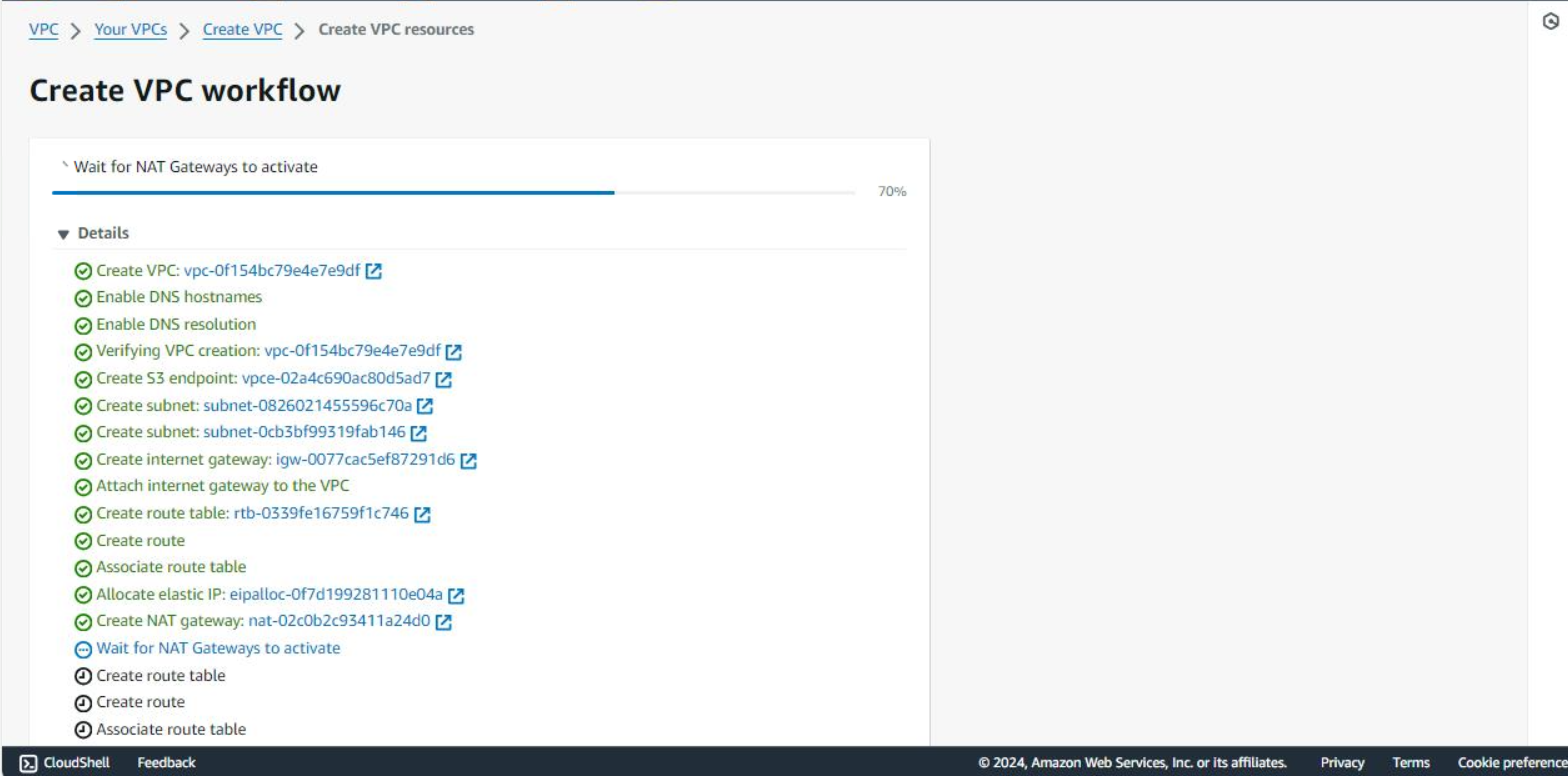 VPC > Your VPCs > Create VPC > Create VPC resources
Create VPC workflow
Wait for NAT Gateways to activate
70%
Details
Create VPC: vpc-0f154bc79e4e7e9df
Enable DNS hostnames
Enable DNS resolution
Verifying VPC creation: vpc-0f154bc79e4e7e9df
Create S3 endpoint: vpce-02a4c690ac80d5ad7
Create subnet: subnet-0826021455596c70a
Create subnet: subnet-0cb3bf99319fab146
Create internet gateway: igw-0077cac5ef87291d6
Attach internet gateway to the VPC
Create route table: rtb-0339fe16759f1c746
Create route
Associate route table
Allocate elastic IP: eipalloc-0f7d199281110e04a
Create NAT gateway: nat-02c0b2c93411a24d0
Wait for NAT Gateways to activate
Create route table
Create route
Associate route table
CloudShell Feedback © 2024, Amazon Web Services, Inc. or its affiliates. Privacy Terms Cookie preference